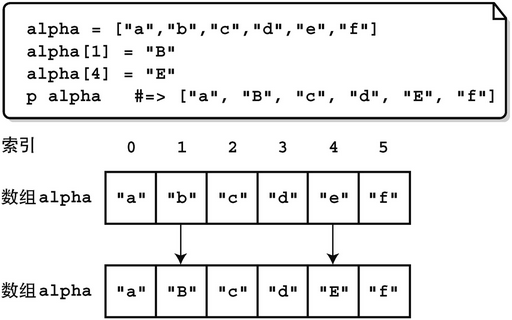 alpha = ["a","b","c","d","e","f"]
alpha[1] = "B"
alpha[4] = "E"
p alpha   #=> ["a", "B", "c", "d", "E", "f"]
索引 0 1 2 3 4 5
数组alpha "a" "b" "c" "d" "e" "f"
数组alpha "a" "B" "c" "d" "E" "f"